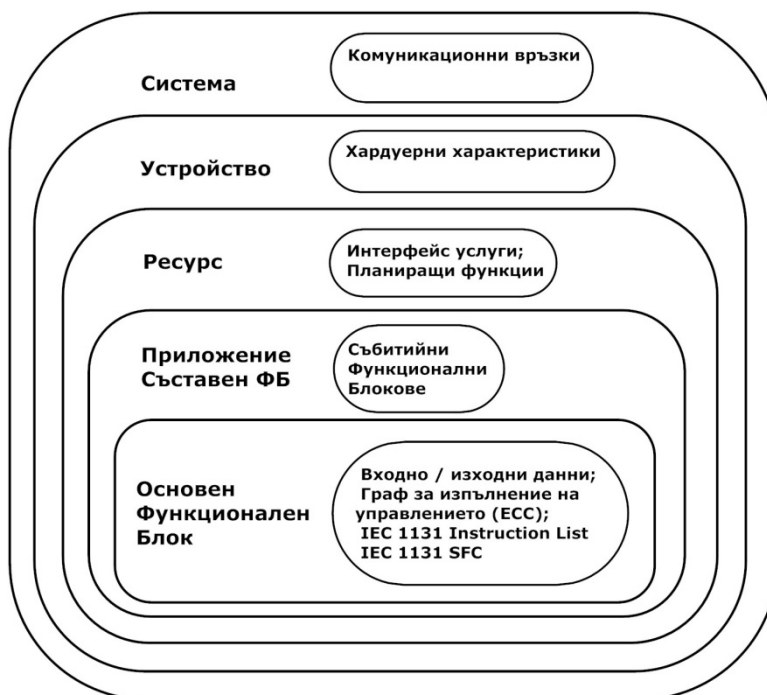 Система
Комуникационни връзки
Устройство
Хардуерни характеристики
Ресурс
Интерфейс услуги;
Планиращи функции
Приложение
Съставен ФБ
Събитийни
Функционални
Блокове
Основен
Функционален
Блок
Входно / изходни данни;
Граф за изпълнение на
управлението (ECC);
IEC 1131 Instruction List
IEC 1131 SFC